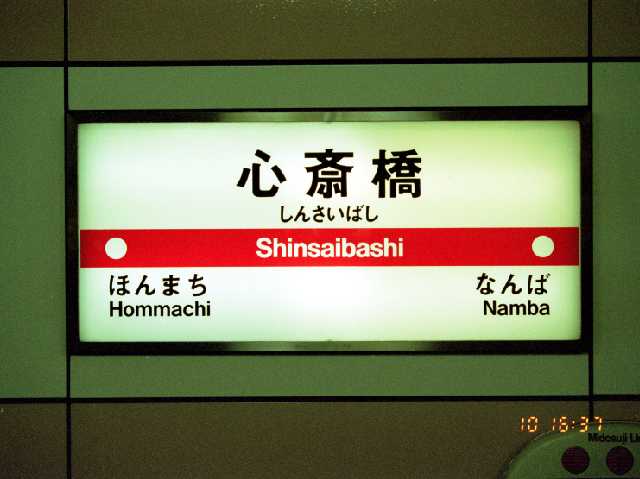 心斎橋
しんさいばし
Shinsaibashi
ほんまち なんば
Hommachi Namba
10 16:37
Midosuji